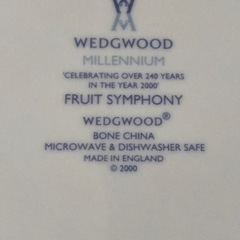 WEDGWOOD
MILLENNIUM
'CELEBRATING OVER 240 YEARS
IN THE YEAR 2000'
FRUIT SYMPHONY
WEDGWOOD®
BONE CHINA
MICROWAVE & DISHWASHER SAFE
MADE IN ENGLAND
© 2000